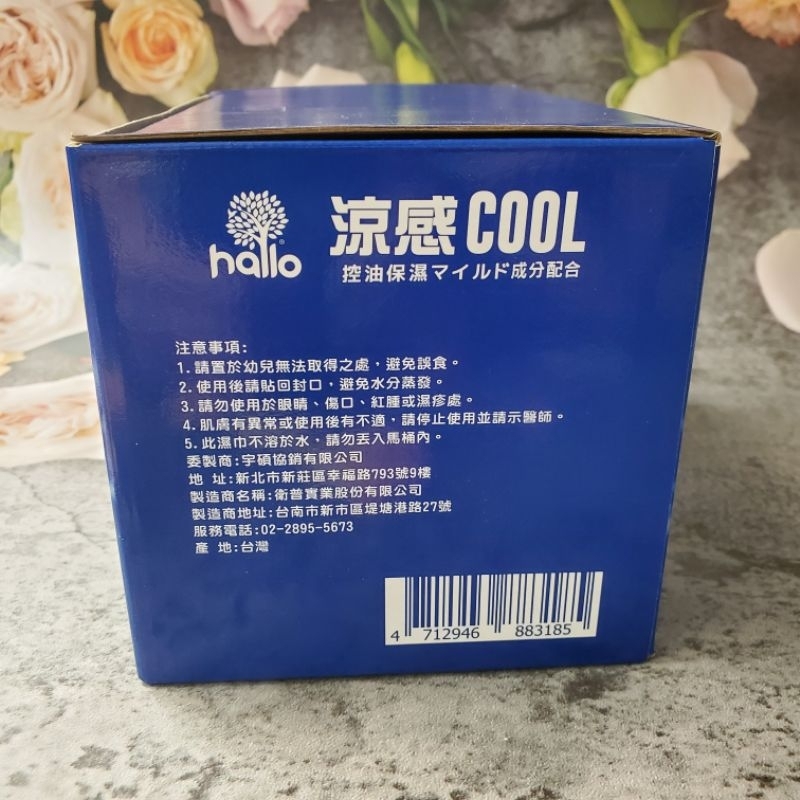 hallo
涼感COOL
控油保濕マイルド成分配合
注意事項:
1. 請置於幼兒無法取得之處,避免誤食。
2. 使用後請貼回封口,避免水分蒸發。
3. 請勿使用於眼睛、傷口、紅腫或濕疹處。
4. 肌膚有異常或使用後有不適,請停止使用並請示醫師。
5. 此濕巾不溶於水,請勿丟入馬桶內。
委製商:宇碩協銷有限公司
地 址:新北市新莊區幸福路793號9樓
製造商名稱:衛普實業股份有限公司
製造商地址:台南市新市區堤塘港路27號
服務電話:02-2895-5673
產 地:台灣
4 712946 883185